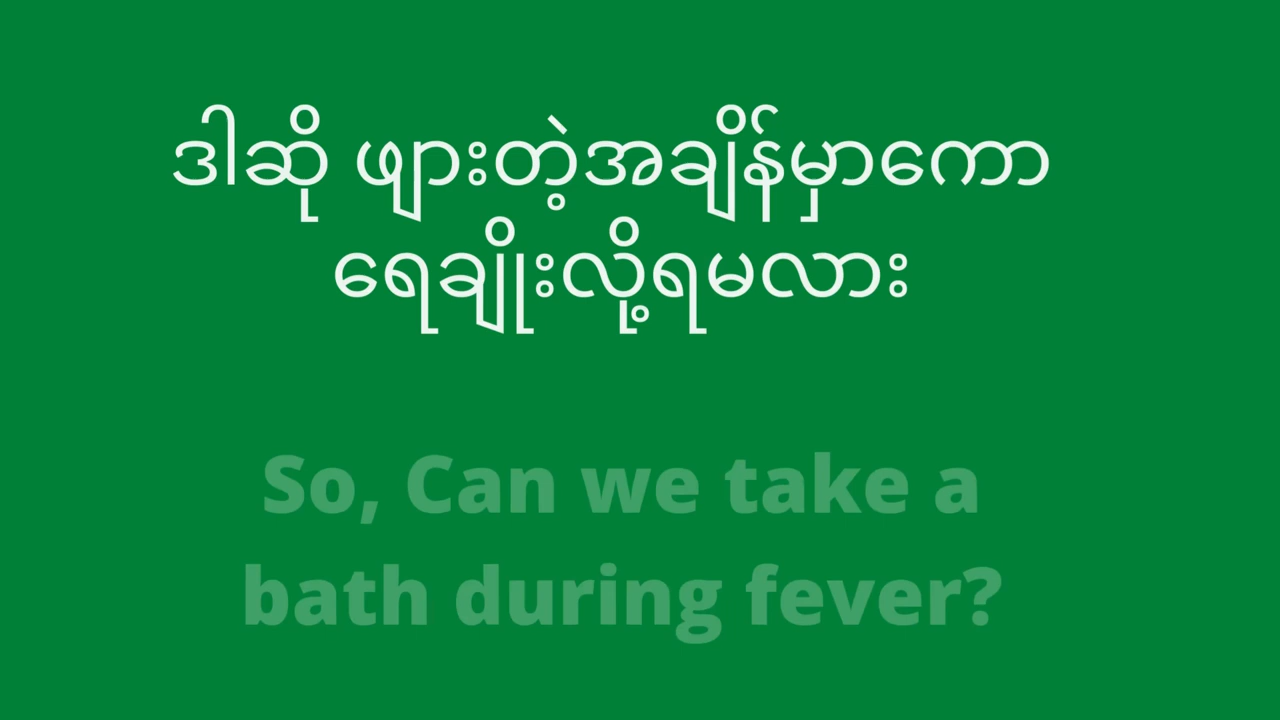 ဒါဆို ဖျားတဲ့အချိန်မှာကော
ရေချိုးလို့ရမလား
So, Can we take a
bath during fever?